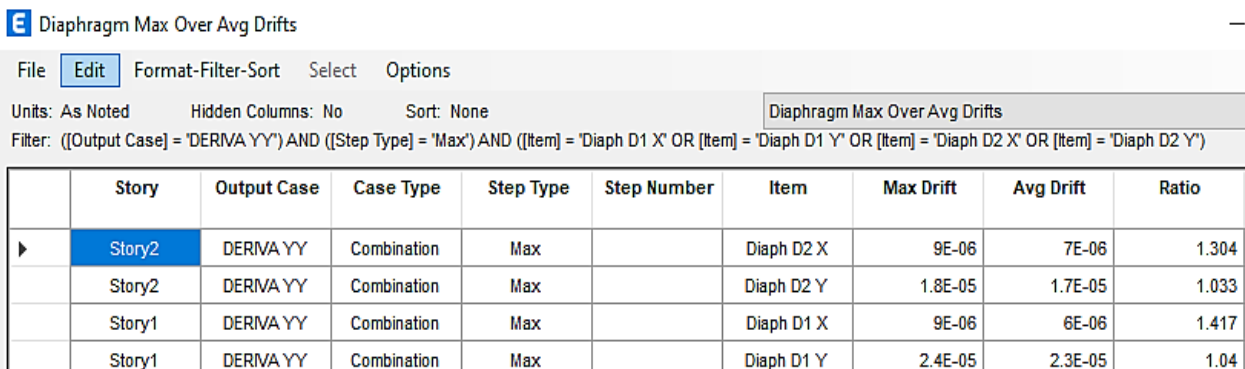 E Diaphragm Max Over Avg Drifts
File Edit Format-Filter-Sort Select Options
Units: As Noted Hidden Columns: No Sort: None Diaphragm Max Over Avg Drifts
Filter: ([Output Case] = 'DERIVA YY') AND ([Step Type] = 'Max') AND ([Item] = 'Diaph D1 X' OR [Item] = 'Diaph D1 Y' OR [Item] = 'Diaph D2 X' OR [Item] = 'Diaph D2 Y')
Story Output Case Case Type Step Type Step Number Item Max Drift Avg Drift Ratio
Story2 DERIVA YY Combination Max Diaph D2 X 9E-06 7E-06 1.304
Story2 DERIVA YY Combination Max Diaph D2 Y 1.8E-05 1.7E-05 1.033
Story1 DERIVA YY Combination Max Diaph D1 X 9E-06 6E-06 1.417
Story1 DERIVA YY Combination Max Diaph D1 Y 2.4E-05 2.3E-05 1.04